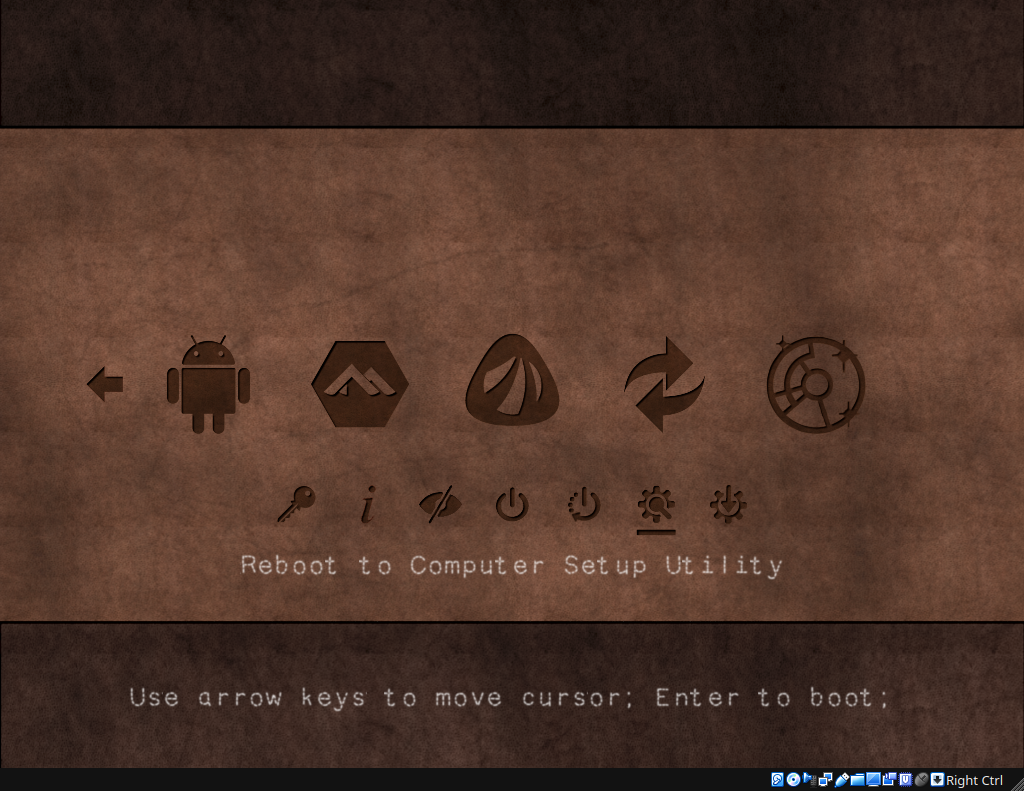 Reboot to Computer Setup Utility
Use arrow keys to move cursor; Enter to boot;
Right Ctrl